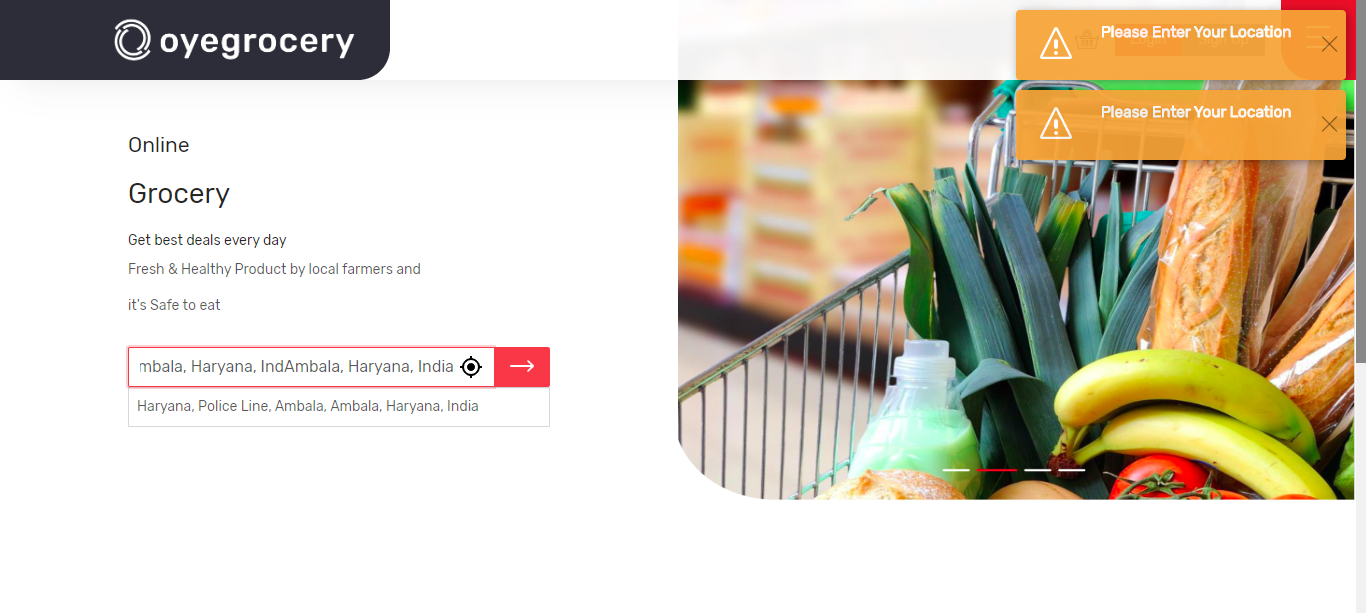 oyegrocery
Please Enter Your Location
Please Enter Your Location
Online
Grocery
Get best deals every day
Fresh & Healthy Product by local farmers and
it's Safe to eat
mbala, Haryana, IndAmbala, Haryana, India
Haryana, Police Line, Ambala, Ambala, Haryana, India